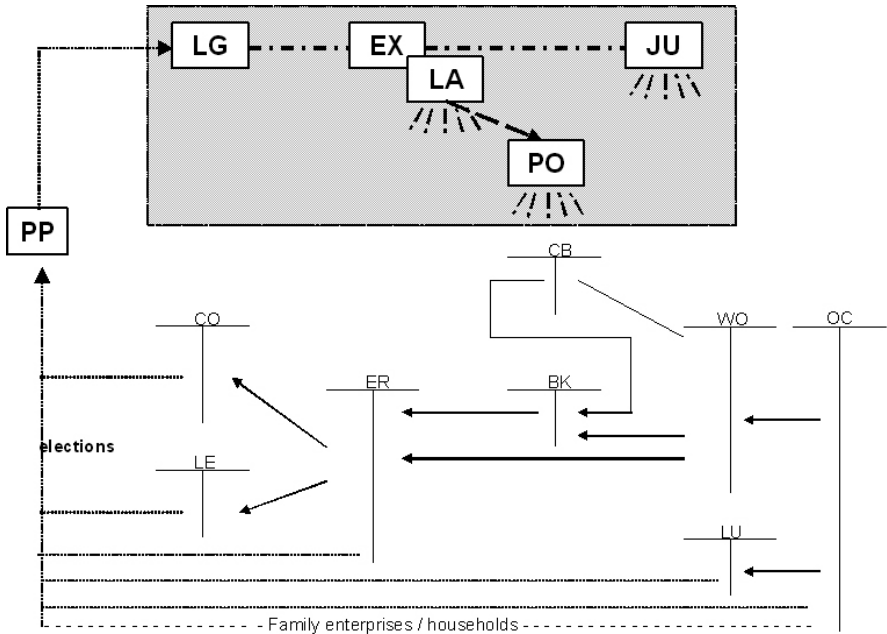 LG
EX
JU
LA
PO
PP
CB
CO
WO
OC
ER
BK
elections
LE
LU
Family enterprises / households